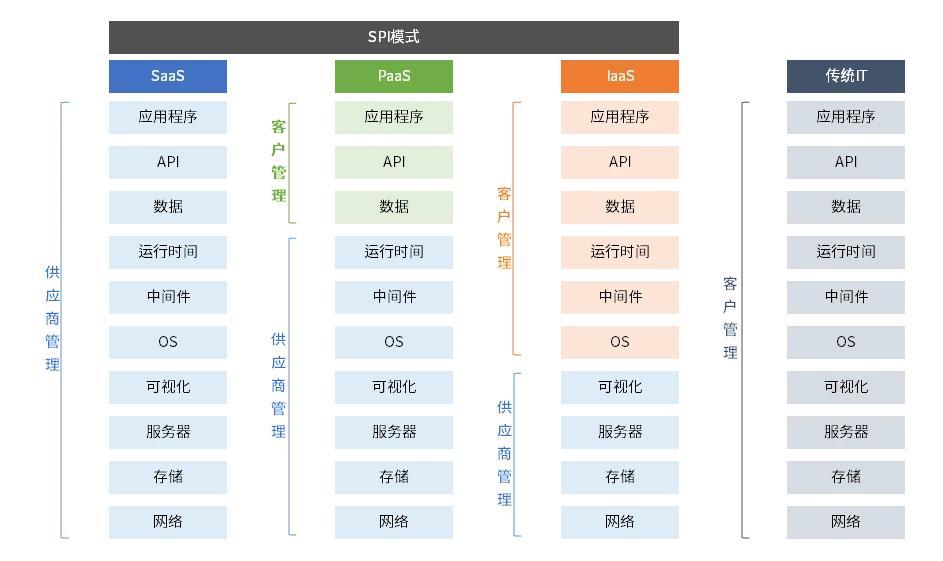 SPI模式
SaaS
PaaS
IaaS
传统IT
供应商管理
应用程序
API
数据
运行时间
中间件
OS
可视化
服务器
存储
网络
客户管理
供应商管理
应用程序
API
数据
运行时间
中间件
OS
可视化
服务器
存储
网络
客户管理
供应商管理
应用程序
API
数据
运行时间
中间件
OS
可视化
服务器
存储
网络
客户管理
应用程序
API
数据
运行时间
中间件
OS
可视化
服务器
存储
网络